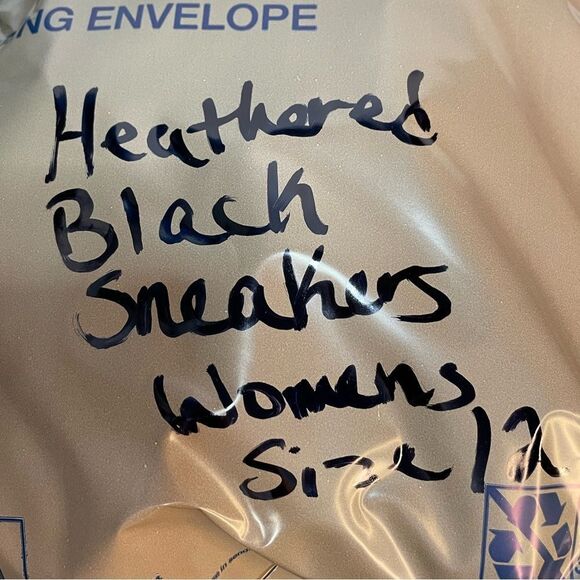 NG ENVELOPE
Heathered
Black
Sneakers
Womens
Size 12